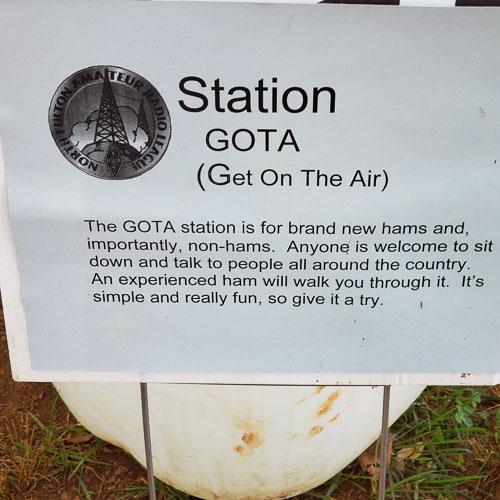 NORTH FULTON AMATEUR RADIO LEAGUE
Station
GOTA
(Get On The Air)
The GOTA station is for brand new hams and,
importantly, non-hams. Anyone is welcome to sit
down and talk to people all around the country.
An experienced ham will walk you through it. It's
simple and really fun, so give it a try.